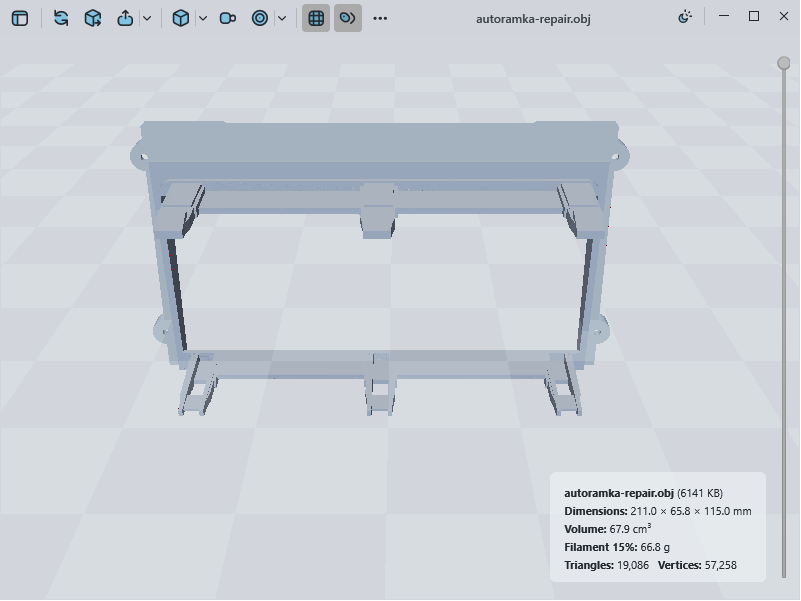 autoramka-repair.obj
autoramka-repair.obj (6141 KB)
Dimensions: 211.0 × 65.8 × 115.0 mm
Volume: 67.9 cm³
Filament 15%: 66.8 g
Triangles: 19,086 Vertices: 57,258